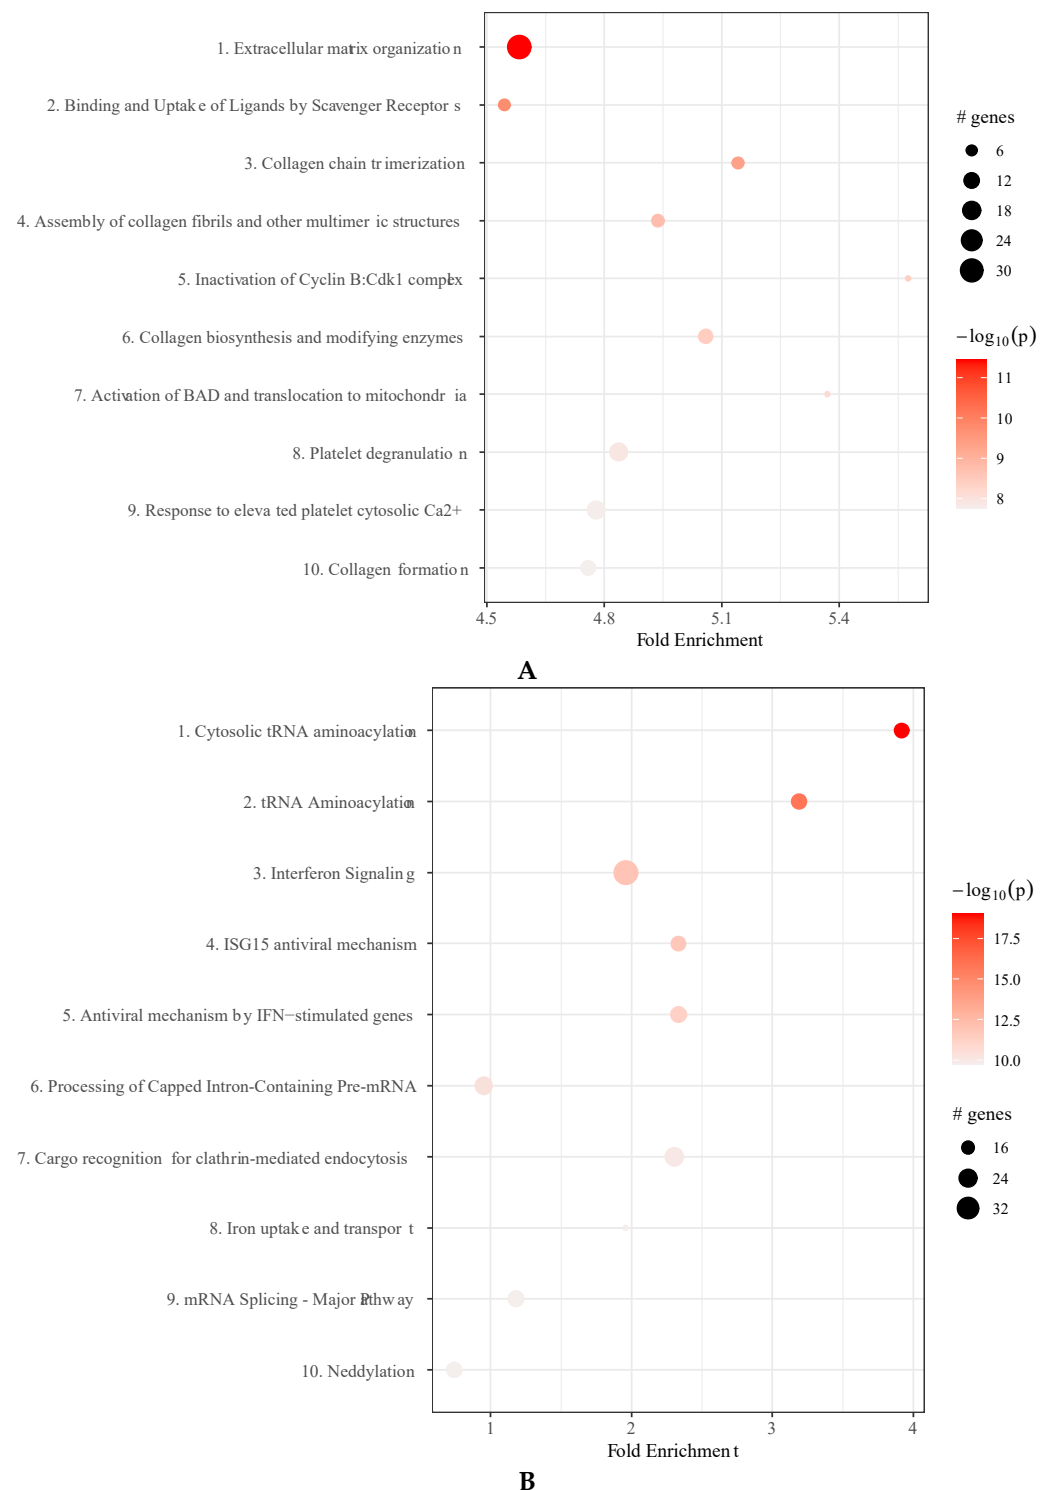 1. Extracellular matrix organization
2. Binding and Uptake of Ligands by Scavenger Receptors
3. Collagen chain trimerization
4. Assembly of collagen fibrils and other multimeric structures
5. Inactivation of Cyclin B:Cdk1 complex
6. Collagen biosynthesis and modifying enzymes
7. Activation of BAD and translocation to mitochondria
8. Platelet degranulation
9. Response to elevated platelet cytosolic Ca2+
10. Collagen formation
4.5 4.8 5.1 5.4
Fold Enrichment
# genes
6
12
18
24
30
−log10(p)
11
10
9
8
A
1. Cytosolic tRNA aminoacylation
2. tRNA Aminoacylation
3. Interferon Signaling
4. ISG15 antiviral mechanism
5. Antiviral mechanism by IFN−stimulated genes
6. Processing of Capped Intron-Containing Pre-mRNA
7. Cargo recognition for clathrin-mediated endocytosis
8. Iron uptake and transport
9. mRNA Splicing - Major Pathway
10. Neddylation
1 2 3 4
Fold Enrichment
−log10(p)
17.5
15.0
12.5
10.0
# genes
16
24
32
B